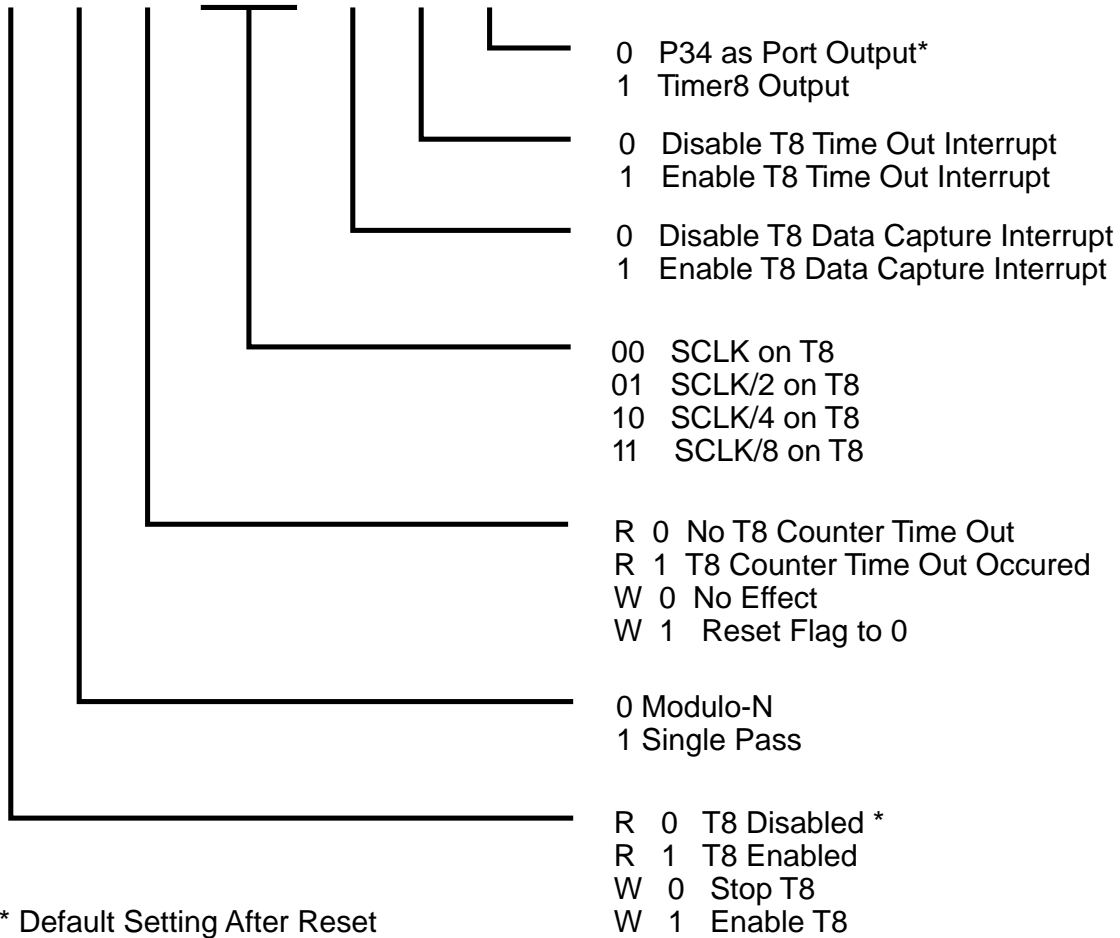 0 P34 as Port Output*
1 Timer8 Output
0 Disable T8 Time Out Interrupt
1 Enable T8 Time Out Interrupt
0 Disable T8 Data Capture Interrupt
1 Enable T8 Data Capture Interrupt
00 SCLK on T8
01 SCLK/2 on T8
10 SCLK/4 on T8
11 SCLK/8 on T8
R 0 No T8 Counter Time Out
R 1 T8 Counter Time Out Occured
W 0 No Effect
W 1 Reset Flag to 0
0 Modulo-N
1 Single Pass
R 0 T8 Disabled *
R 1 T8 Enabled
W 0 Stop T8
W 1 Enable T8
* Default Setting After Reset